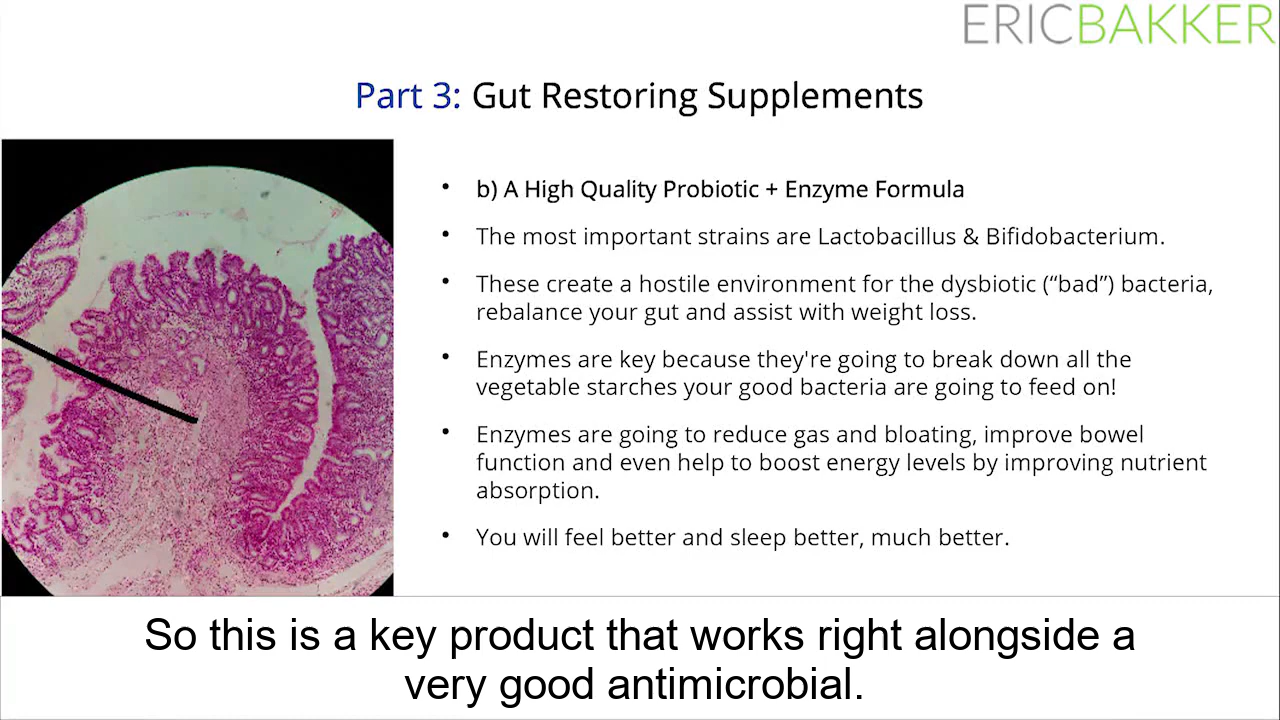 ERICBAKKER
Part 3: Gut Restoring Supplements
• b) A High Quality Probiotic + Enzyme Formula
• The most important strains are Lactobacillus & Bifidobacterium.
• These create a hostile environment for the dysbiotic (“bad”) bacteria,
rebalance your gut and assist with weight loss.
• Enzymes are key because they're going to break down all the
vegetable starches your good bacteria are going to feed on!
• Enzymes are going to reduce gas and bloating, improve bowel
function and even help to boost energy levels by improving nutrient
absorption.
• You will feel better and sleep better, much better.
So this is a key product that works right alongside a
very good antimicrobial.